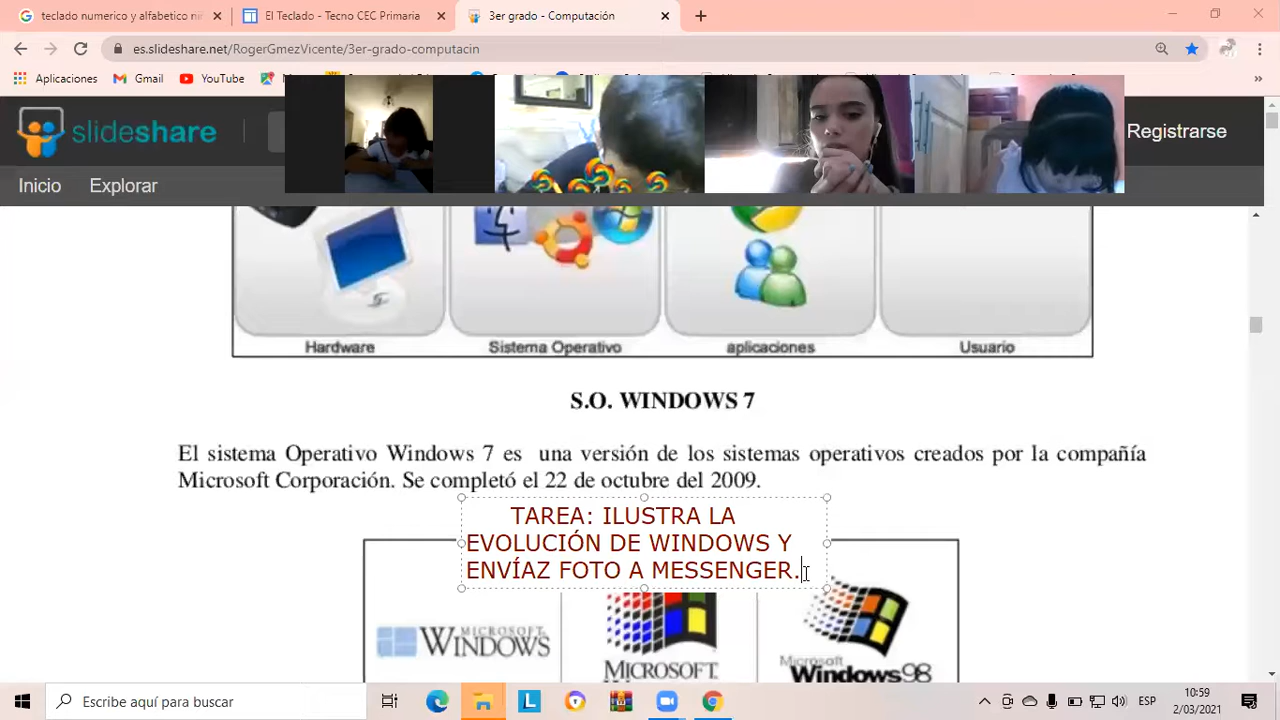 teclado numerico y alfabetico ni
El Teclado - Tecno CEC Primaria
3er grado - Computación
es.slideshare.net/RogerGmezVicente/3er-grado-computacin
Aplicaciones
Gmail
YouTube
slideshare
Registrarse
Inicio
Explorar
Hardware
Sistema Operativo
aplicaciones
Usuario
S.O. WINDOWS 7
El sistema Operativo Windows 7 es una versión de los sistemas operativos creados por la compañía
Microsoft Corporación. Se completó el 22 de octubre del 2009.
TAREA: ILUSTRA LA
EVOLUCIÓN DE WINDOWS Y
ENVÍAZ FOTO A MESSENGER.
MICROSOFT
WINDOWS
MICROSOFT
Microsoft
Windows 98
Escribe aquí para buscar
ESP
10:59
2/03/2021